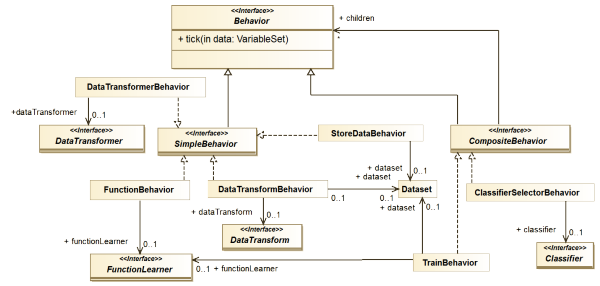 <<Interface>>
Behavior
+ children
+ tick(in data: VariableSet)
*
DataTransformerBehavior
+dataTransformer
0..1
<<Interface>>
DataTransformer
<<Interface>>
SimpleBehavior
StoreDataBehavior
<<Interface>>
CompositeBehavior
0..1
+ dataset
+ dataset
FunctionBehavior
DataTransformBehavior
0..1
0..1
Dataset
ClassifierSelectorBehavior
+ dataTransform
0..1
+ dataset
0..1
+ classifier
<<Interface>>
DataTransform
+ functionLearner
0..1
0..1
<<Interface>>
FunctionLearner
0..1
+ functionLearner
TrainBehavior
<<Interface>>
Classifier